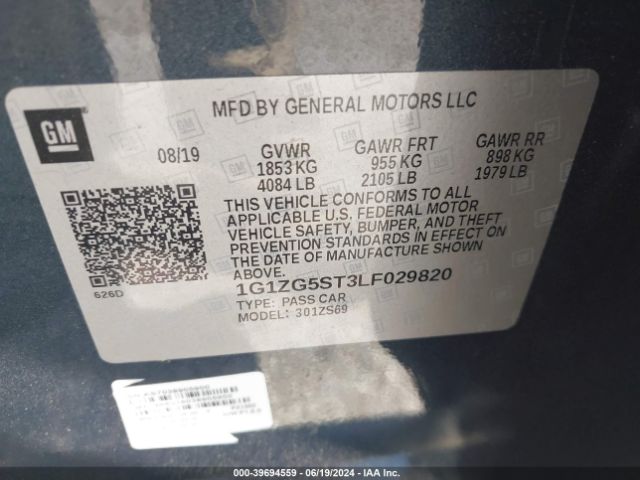 GM
MFD BY GENERAL MOTORS LLC
08/19
GVWR
1853 KG
4084 LB
GAWR FRT
955 KG
2105 LB
GAWR RR
898 KG
1979 LB
THIS VEHICLE CONFORMS TO ALL
APPLICABLE U.S. FEDERAL MOTOR
VEHICLE SAFETY, BUMPER, AND THEFT
PREVENTION STANDARDS IN EFFECT ON
THE DATE OF MANUFACTURE SHOWN
ABOVE.
626D
1G1ZG5ST3LF029820
TYPE: PASS CAR
MODEL: 301ZS69
000-39694559 - 06/19/2024 - IAA Inc.